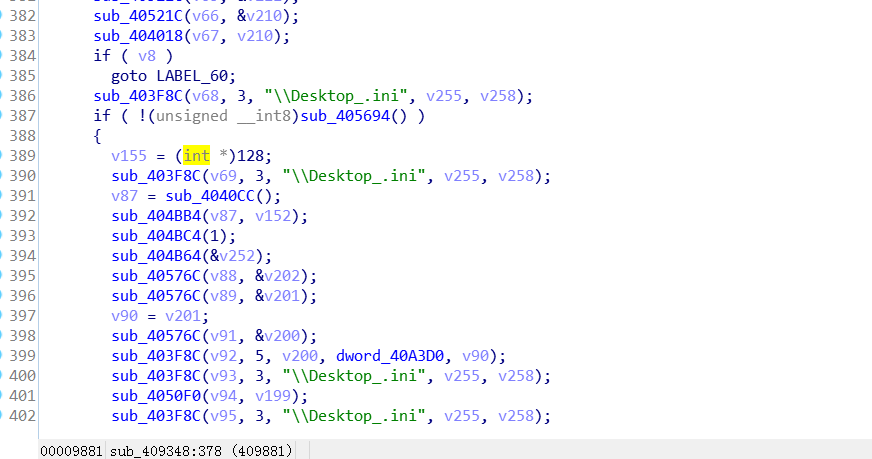 382 sub_40521C(v66, &v210);
383 sub_404018(v67, v210);
384 if ( v8 )
385 goto LABEL_60;
386 sub_403F8C(v68, 3, "\\Desktop_.ini", v255, v258);
387 if ( !(unsigned __int8)sub_405694() )
388 {
389 v155 = (int *)128;
390 sub_403F8C(v69, 3, "\\Desktop_.ini", v255, v258);
391 v87 = sub_4040CC();
392 sub_404BB4(v87, v152);
393 sub_404BC4(1);
394 sub_404B64(&v252);
395 sub_40576C(v88, &v202);
396 sub_40576C(v89, &v201);
397 v90 = v201;
398 sub_40576C(v91, &v200);
399 sub_403F8C(v92, 5, v200, dword_40A3D0, v90);
400 sub_403F8C(v93, 3, "\\Desktop_.ini", v255, v258);
401 sub_4050F0(v94, v199);
402 sub_403F8C(v95, 3, "\\Desktop_.ini", v255, v258);
00009881 sub_409348:378 (409881)